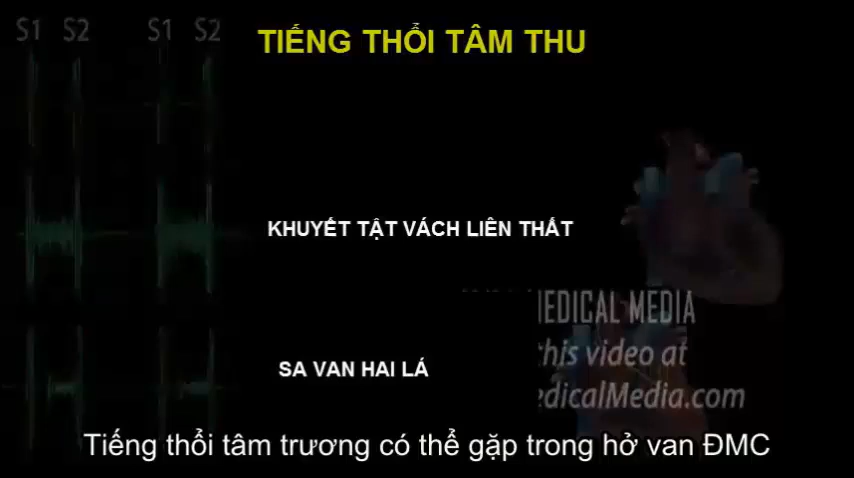 S1 S2 S1 S2
TIẾNG THỔI TÂM THU
KHUYẾT TẬT VÁCH LIÊN THẤT
MEDICAL MEDIA
this video at
edicalMedia.com
SA VAN HAI LÁ
Tiếng thổi tâm trương có thể gặp trong hở van ĐMC